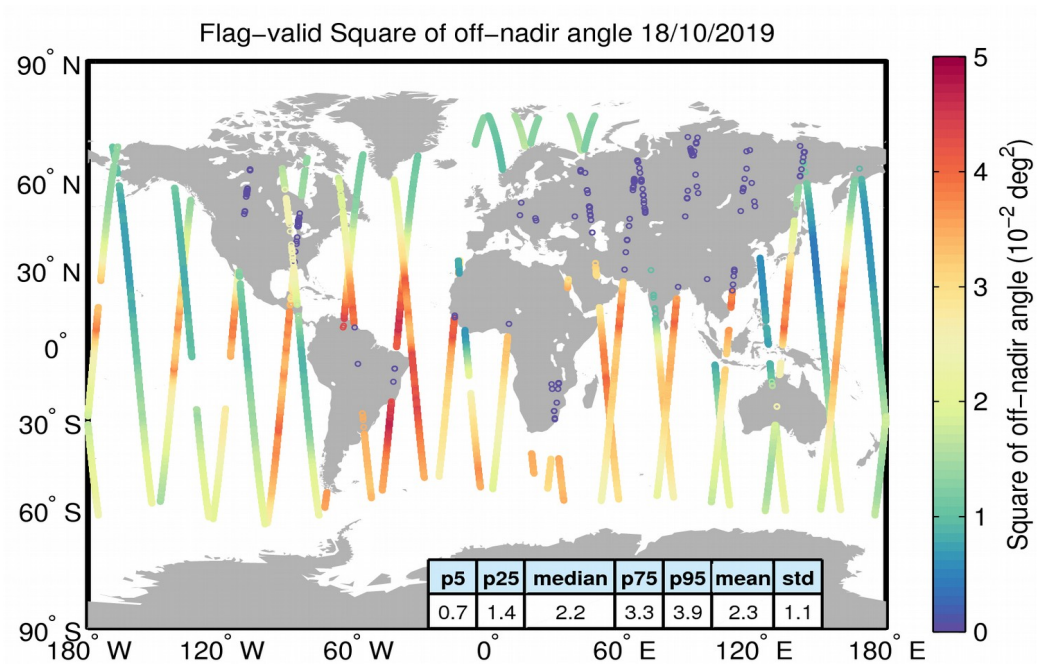 Flag−valid Square of off−nadir angle 18/10/2019
90° N
60° N
30° N
0°
30° S
60° S
90° S
180° W
120° W
60° W
0°
60° E
120° E
180° E
p5 p25 median p75 p95 mean std
0.7 1.4 2.2 3.3 3.9 2.3 1.1
5
4
3
2
1
0
Square of off−nadir angle (10⁻² deg²)